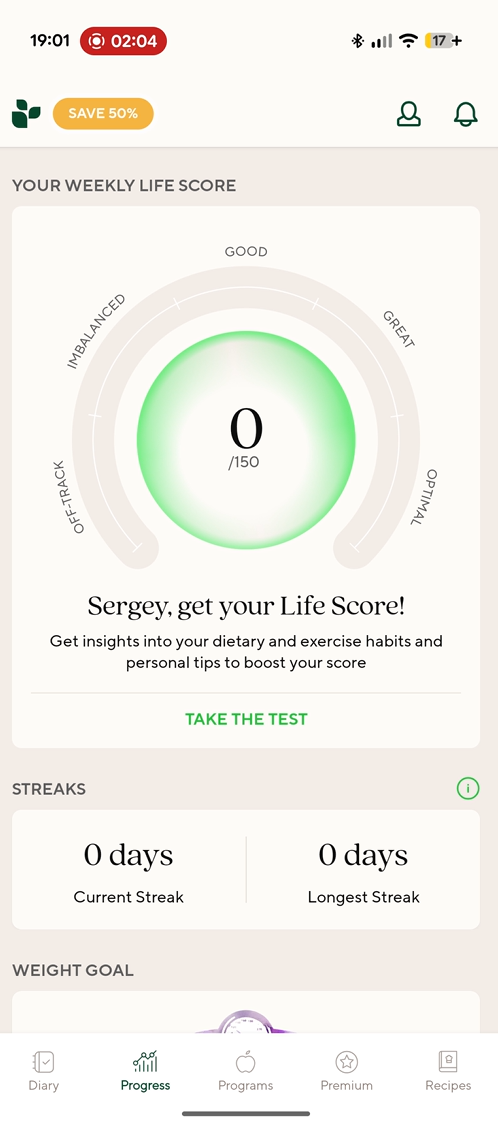 19:01
02:04
17+
SAVE 50%
YOUR WEEKLY LIFE SCORE
GOOD
IMBALANCED
GREAT
OFF-TRACK
OPTIMAL
0
/150
Sergey, get your Life Score!
Get insights into your dietary and exercise habits and
personal tips to boost your score
TAKE THE TEST
STREAKS
i
0 days
0 days
Current Streak
Longest Streak
WEIGHT GOAL
Diary
Progress
Programs
Premium
Recipes